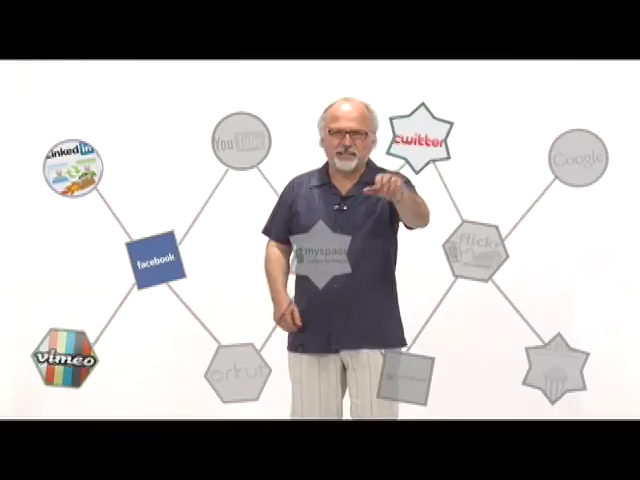 twitter
YouTube
Linked in
Google
flickr
myspace
facebook
vimeo
orkut